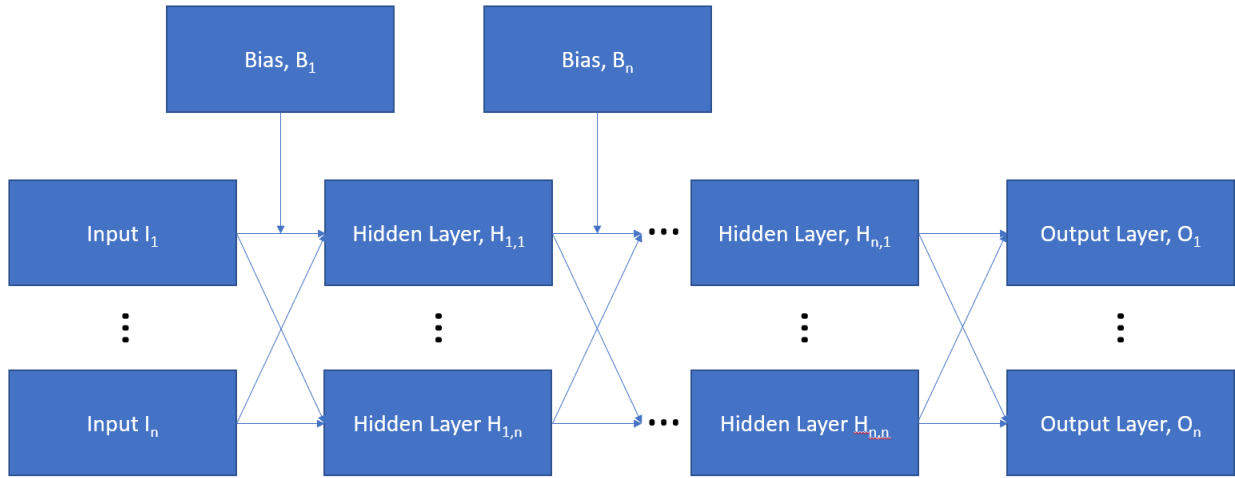 Bias, B₁
Bias, Bₙ
Input I₁
Hidden Layer, H₁,₁
Hidden Layer, Hₙ,₁
Output Layer, O₁
Input Iₙ
Hidden Layer H₁,ₙ
Hidden Layer Hₙ,ₙ
Output Layer, Oₙ